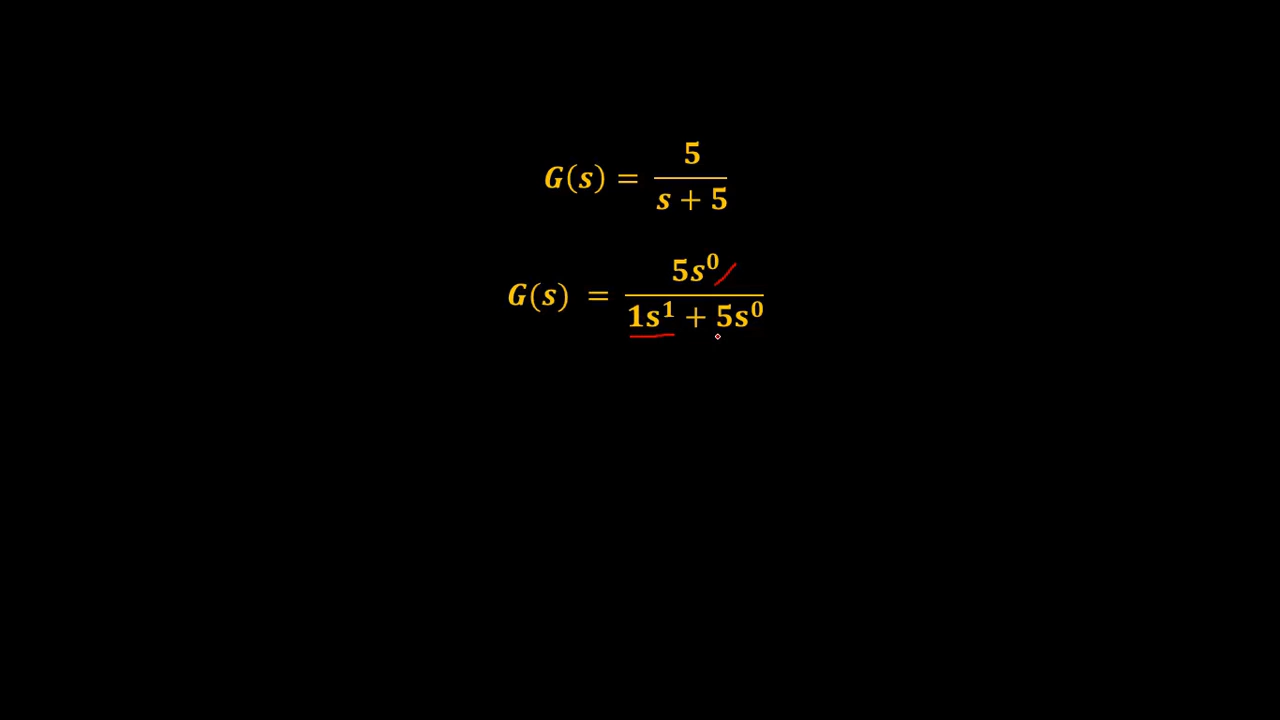 G(s) = 5 / (s + 5)
G(s) = 5s⁰ / (1s¹ + 5s⁰)